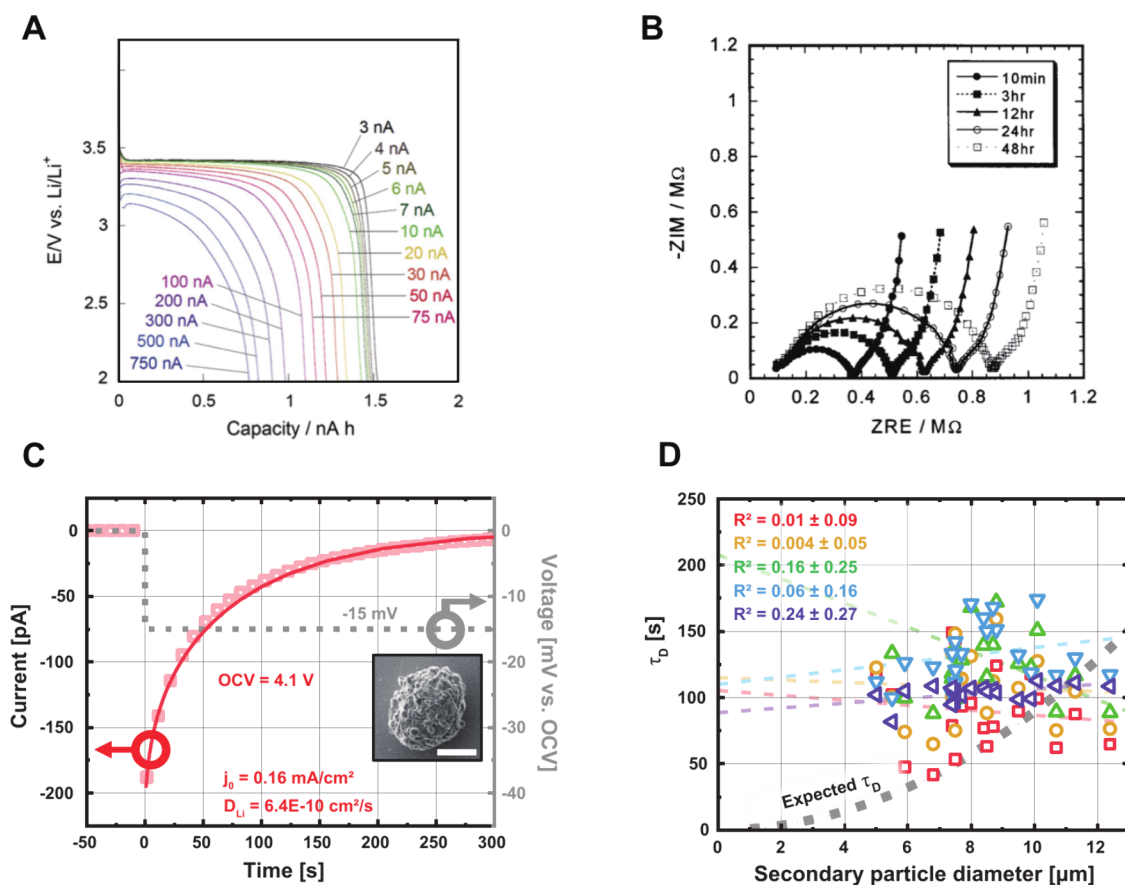 A
E/V vs. Li/Li⁺
3.5
3
2.5
2
3 nA
4 nA
5 nA
6 nA
7 nA
10 nA
20 nA
30 nA
50 nA
75 nA
100 nA
200 nA
300 nA
500 nA
750 nA
0 0.5 1 1.5 2
Capacity / nA h
B
-ZIM / MΩ
1.2
1
0.8
0.6
0.4
0.2
0
10min
3hr
12hr
24hr
48hr
0 0.2 0.4 0.6 0.8 1 1.2
ZRE / MΩ
C
Current [pA]
0
-50
-100
-150
-200
-15 mV
OCV = 4.1 V
j₀ = 0.16 mA/cm²
D_Li = 6.4E-10 cm²/s
0
-10
-20
-30
-40
Voltage [mV vs. OCV]
-50 0 50 100 150 200 250 300
Time [s]
D
τ_D [s]
250
200
150
100
50
0
R² = 0.01 ± 0.09
R² = 0.004 ± 0.05
R² = 0.16 ± 0.25
R² = 0.06 ± 0.16
R² = 0.24 ± 0.27
Expected τ_D
0 2 4 6 8 10 12
Secondary particle diameter [µm]